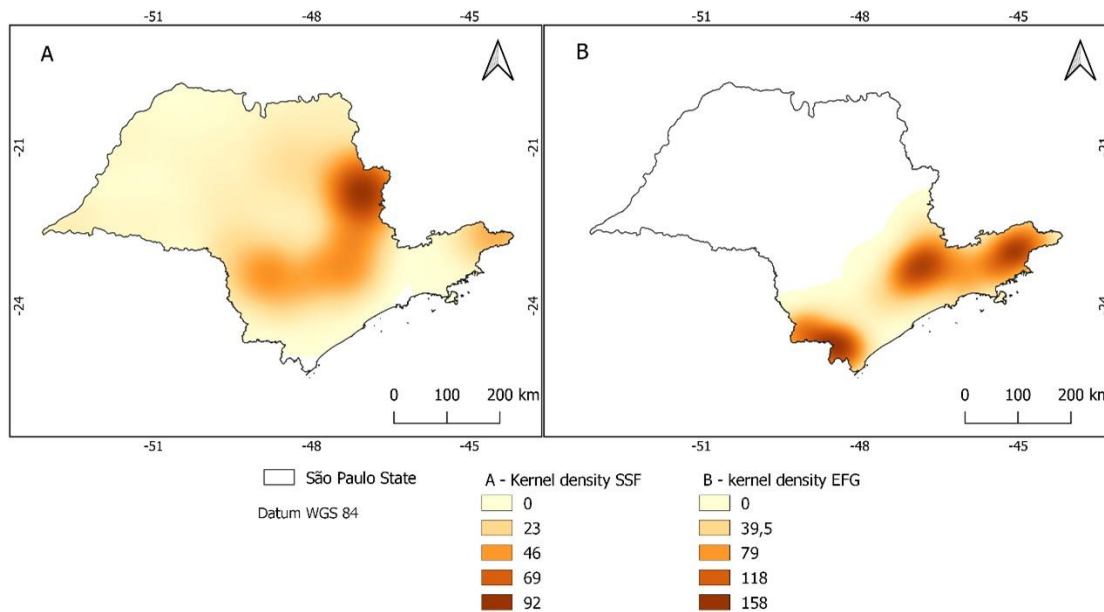 -51 -48 -45 -51 -48 -45
A B
-21 -21 -21
-24 -24 -24
0 100 200 km 0 100 200 km
-51 -48 -45 -51 -48 -45
São Paulo State
Datum WGS 84
A - Kernel density SSF
0
23
46
69
92
B - kernel density EFG
0
39,5
79
118
158